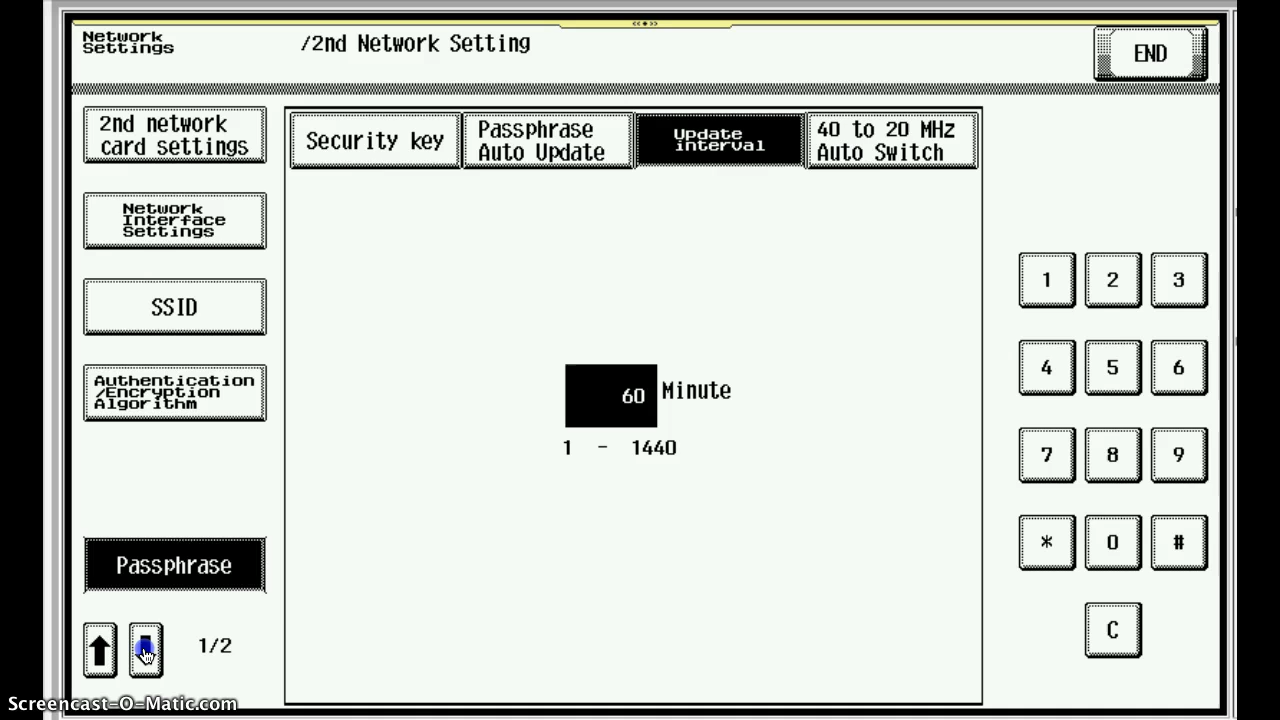 Network
Settings
/2nd Network Setting
END
2nd network
card settings
Network
Interface
Settings
SSID
Authentication
/Encryption
Algorithm
Passphrase
1/2
Security key
Passphrase
Auto Update
Update
interval
40 to 20 MHz
Auto Switch
60 Minute
1 - 1440
1 2 3
4 5 6
7 8 9
* 0 #
C
Screencast-O-Matic.com